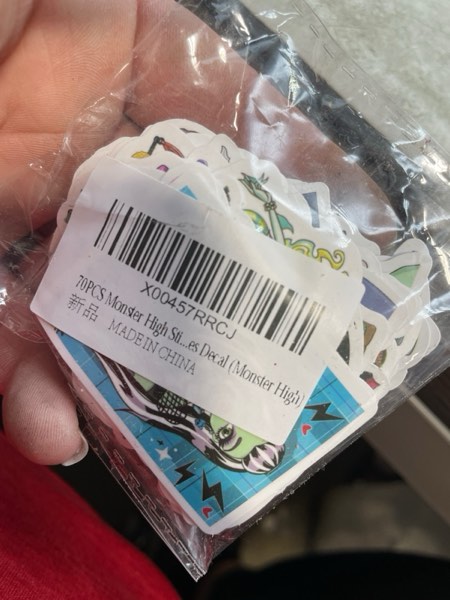 X00457RRCJ
70PCS Monster High Sti...es Decal (Monster High)
新品 MADE IN CHINA